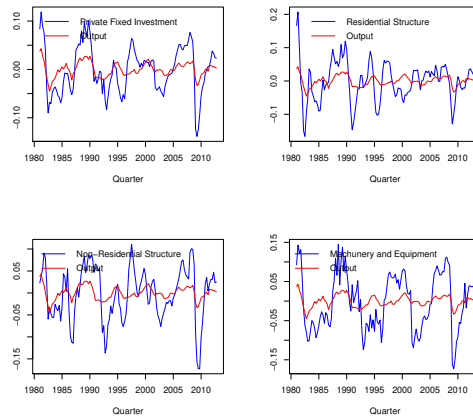 Private Fixed Investment
Output
0.00
-0.10
1980 1985 1990 1995 2000 2005 2010
Quarter
Residential Structure
Output
0.2
0.1
0.0
-0.1
1980 1985 1990 1995 2000 2005 2010
Quarter
Non-Residential Structure
Output
0.05
-0.05
-0.15
1980 1985 1990 1995 2000 2005 2010
Quarter
Machunery and Equipment
Output
0.15
0.05
-0.05
-0.15
1980 1985 1990 1995 2000 2005 2010
Quarter